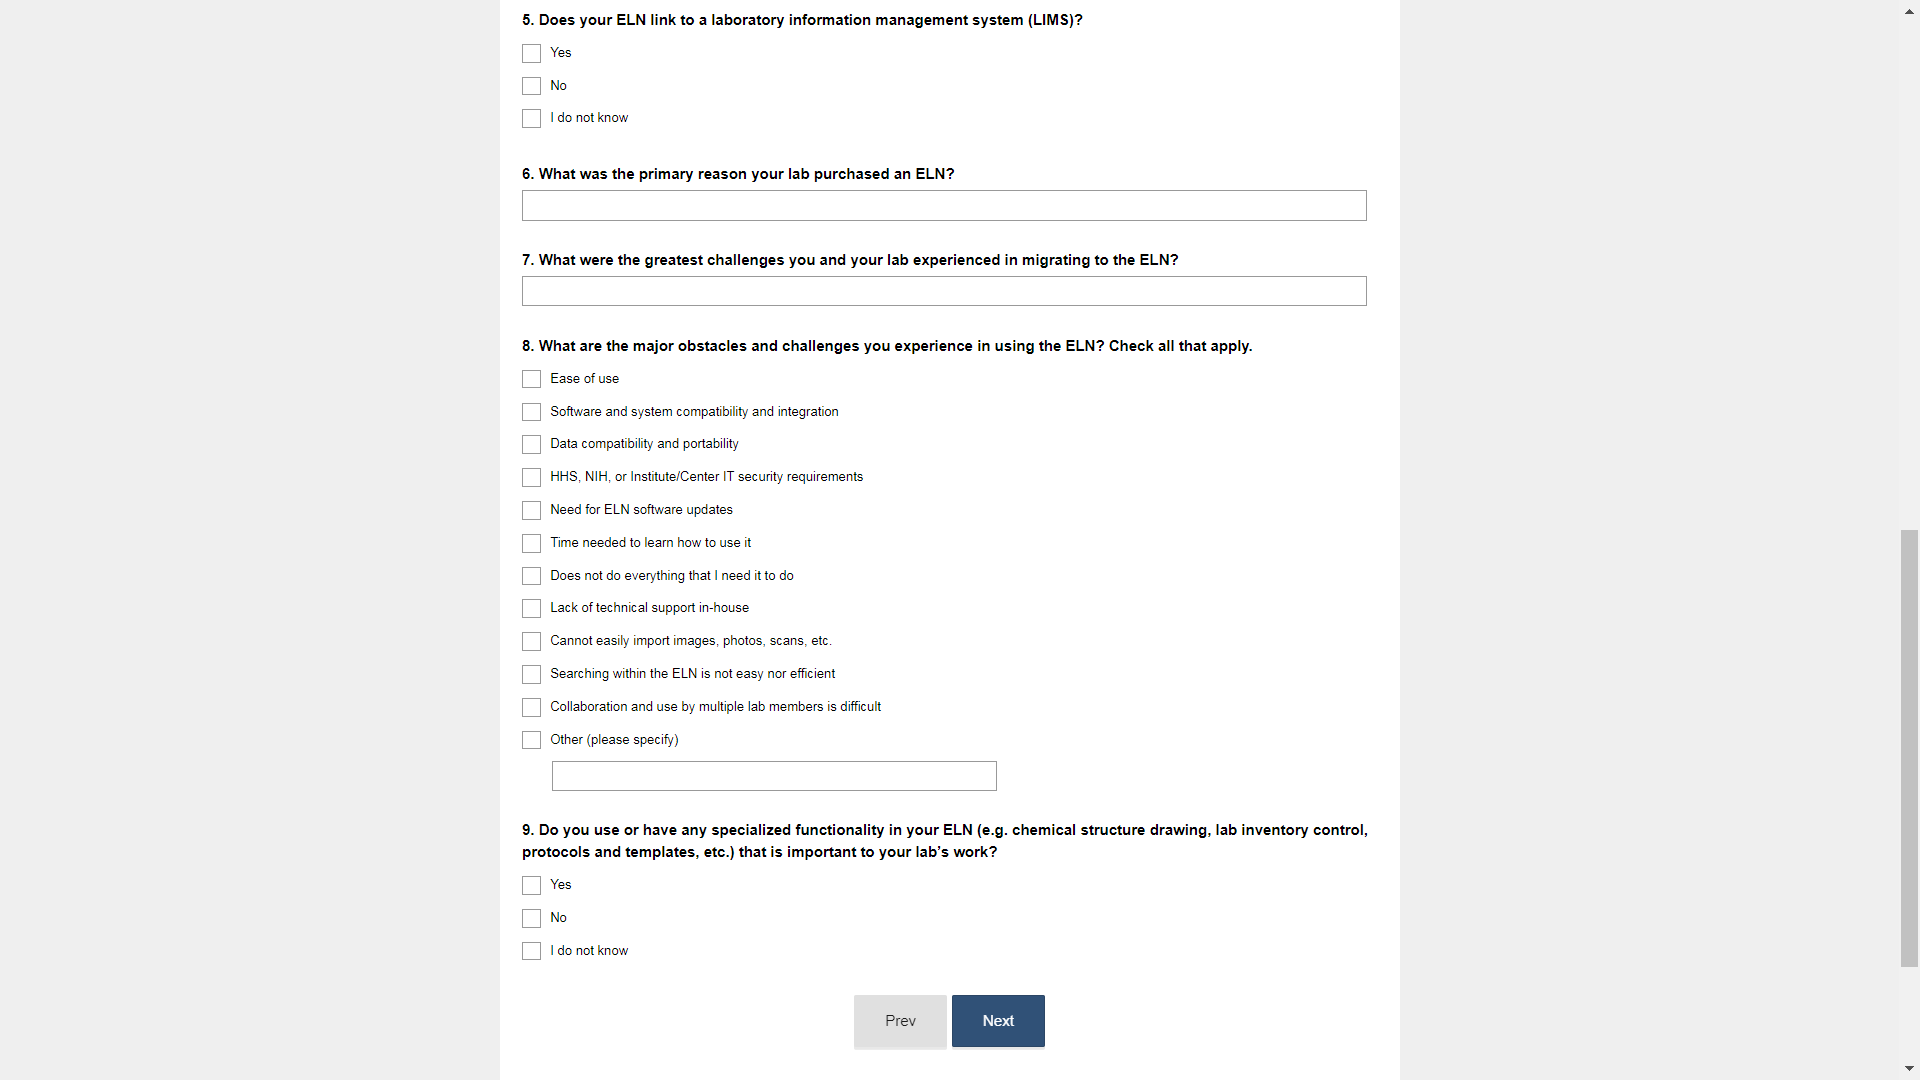 5. Does your ELN link to a laboratory information management system (LIMS)?
Yes
No
I do not know
6. What was the primary reason your lab purchased an ELN?
7. What were the greatest challenges you and your lab experienced in migrating to the ELN?
8. What are the major obstacles and challenges you experience in using the ELN? Check all that apply.
Ease of use
Software and system compatibility and integration
Data compatibility and portability
HHS, NIH, or Institute/Center IT security requirements
Need for ELN software updates
Time needed to learn how to use it
Does not do everything that I need it to do
Lack of technical support in-house
Cannot easily import images, photos, scans, etc.
Searching within the ELN is not easy nor efficient
Collaboration and use by multiple lab members is difficult
Other (please specify)
9. Do you use or have any specialized functionality in your ELN (e.g. chemical structure drawing, lab inventory control,
protocols and templates, etc.) that is important to your lab’s work?
Yes
No
I do not know
Prev
Next